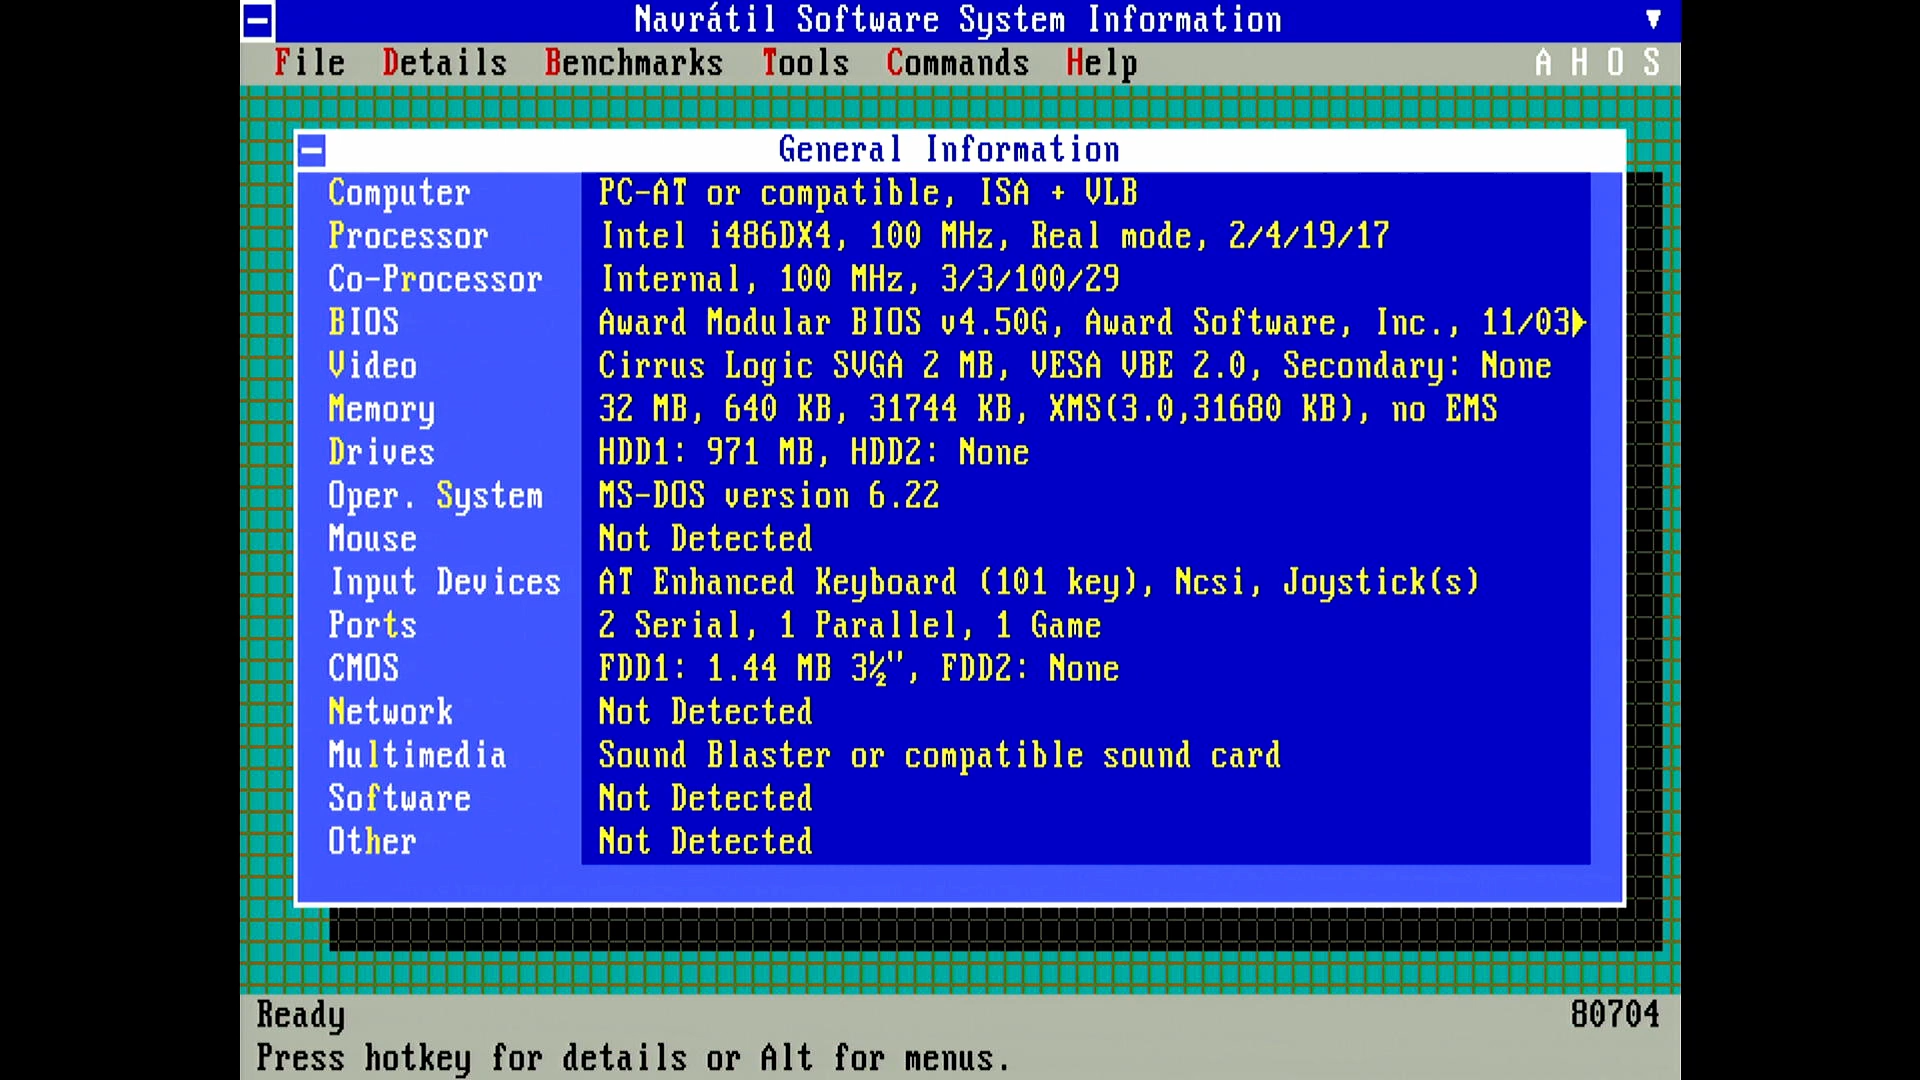 Navrátil Software System Information
File Details Benchmarks Tools Commands Help A H O S
General Information
Computer PC-AT or compatible, ISA + VLB
Processor Intel i486DX4, 100 MHz, Real mode, 2/4/19/17
Co-Processor Internal, 100 MHz, 3/3/100/29
BIOS Award Modular BIOS v4.50G, Award Software, Inc., 11/03
Video Cirrus Logic SVGA 2 MB, VESA VBE 2.0, Secondary: None
Memory 32 MB, 640 KB, 31744 KB, XMS(3.0,31680 KB), no EMS
Drives HDD1: 971 MB, HDD2: None
Oper. System MS-DOS version 6.22
Mouse Not Detected
Input Devices AT Enhanced Keyboard (101 key), Ncsi, Joystick(s)
Ports 2 Serial, 1 Parallel, 1 Game
CMOS FDD1: 1.44 MB 3½", FDD2: None
Network Not Detected
Multimedia Sound Blaster or compatible sound card
Software Not Detected
Other Not Detected
Ready 80704
Press hotkey for details or Alt for menus.